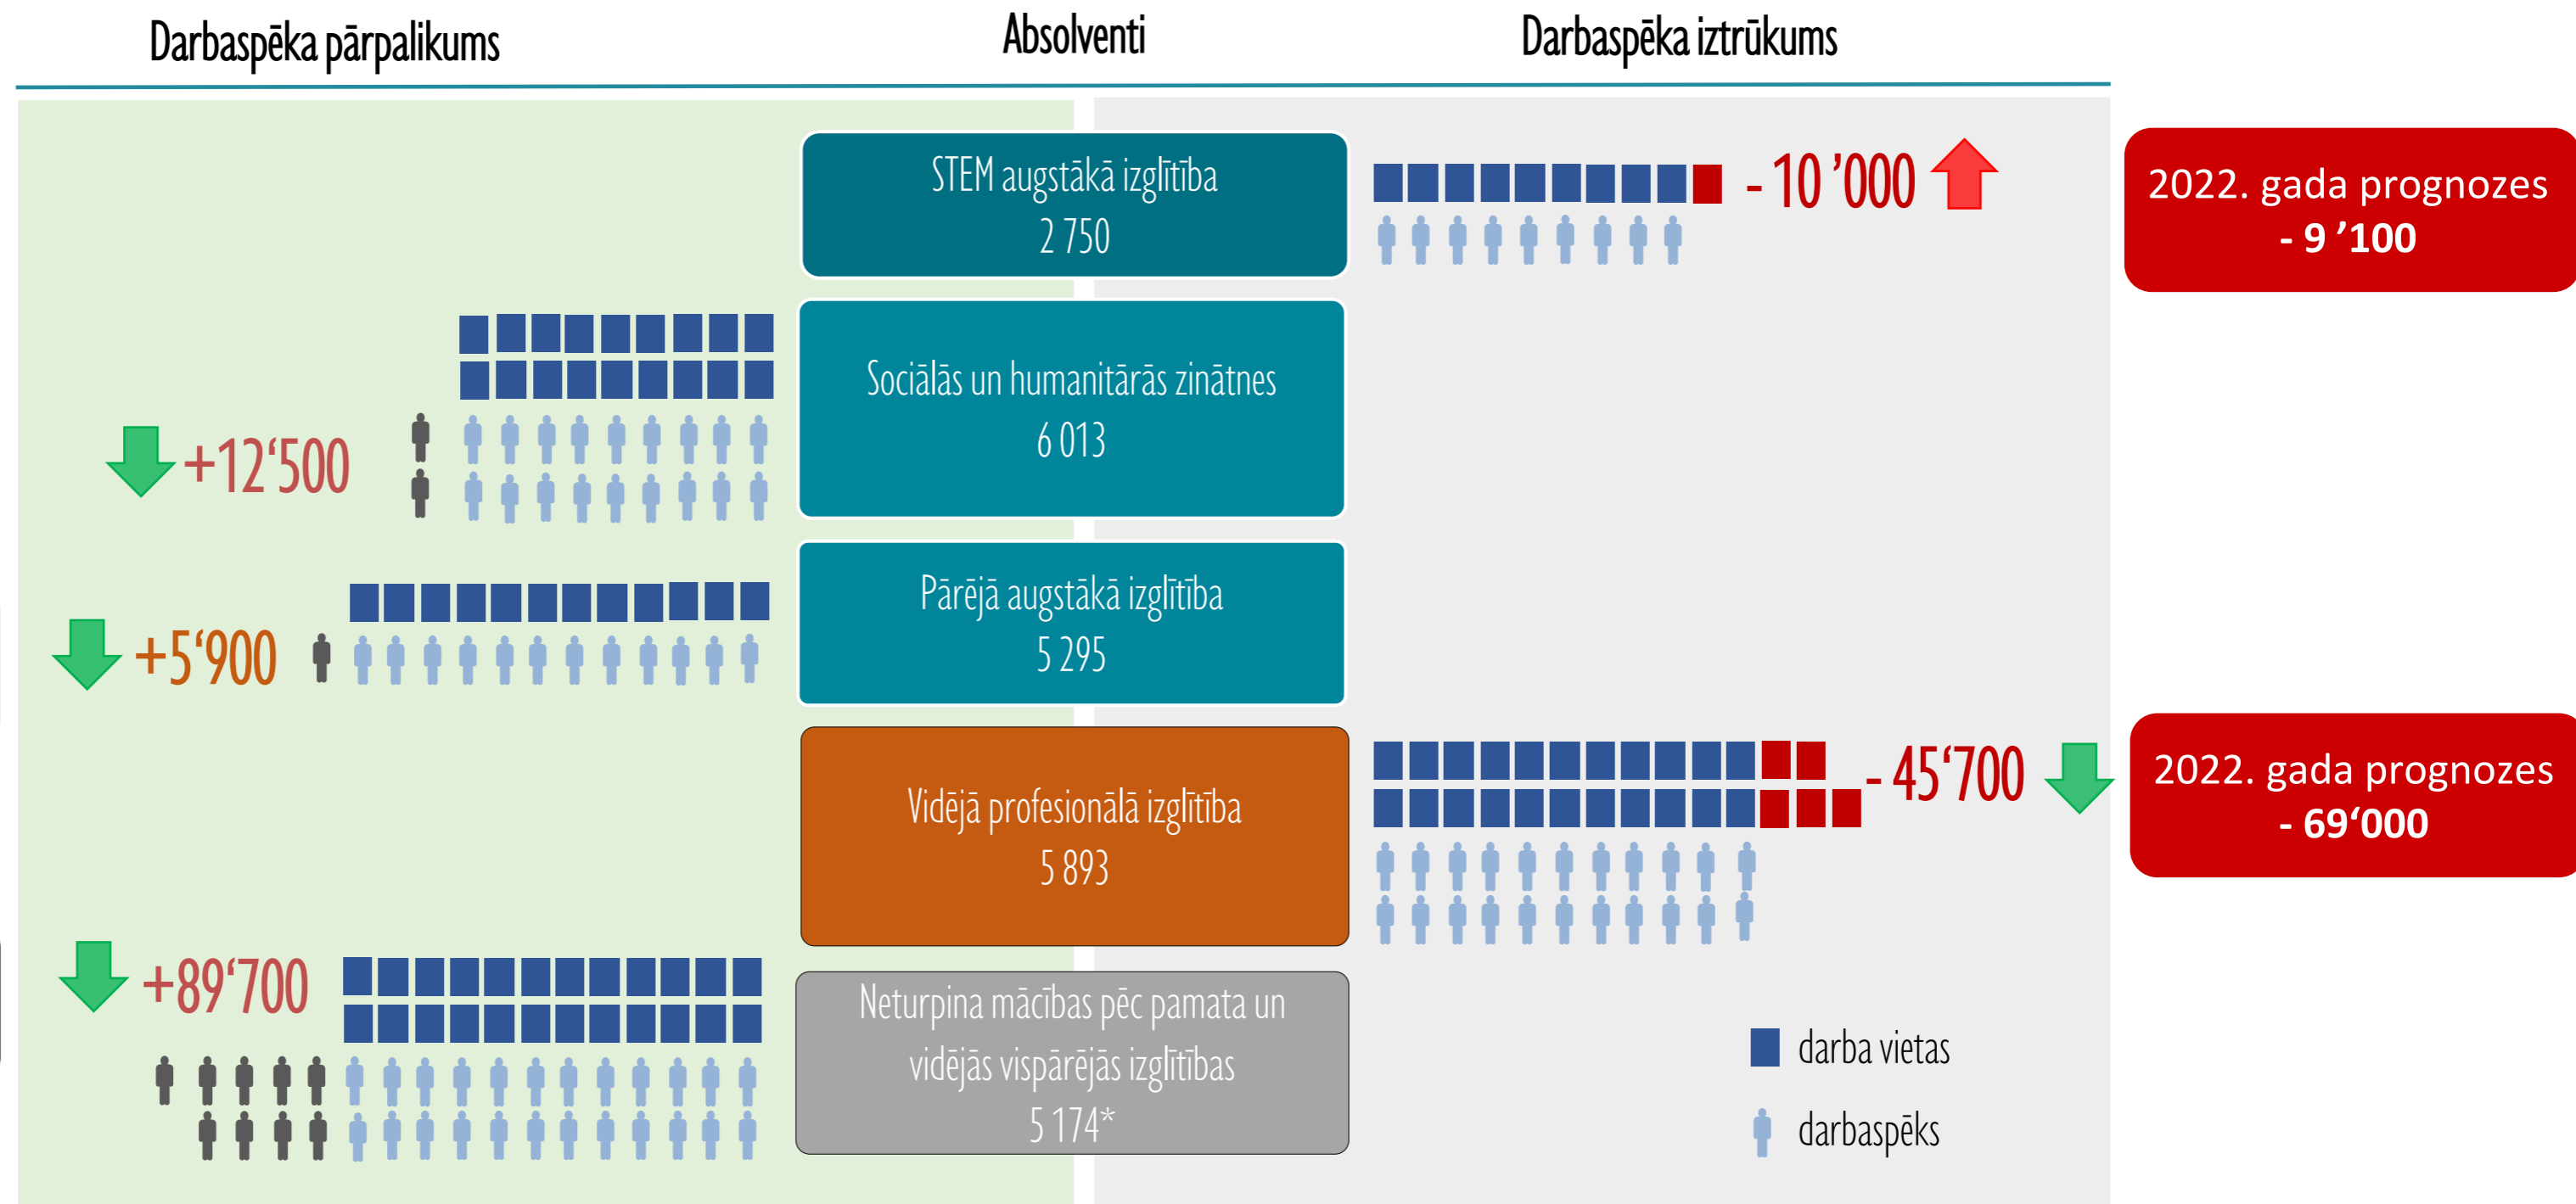 Darbaspēka pārpalikums
Absolventi
Darbaspēka iztrūkums
STEM augstākā izglītība
2 750
- 10 ’000
2022. gada prognozes
- 9 ’100
Sociālās un humanitārās zinātnes
6 013
+12‘500
Pārējā augstākā izglītība
5 295
+5‘900
Vidējā profesionālā izglītība
5 893
- 45‘700
2022. gada prognozes
- 69‘000
+89‘700
Neturpina mācības pēc pamata un
vidējās vispārējās izglītības
5 174*
darba vietas
darbaspēks